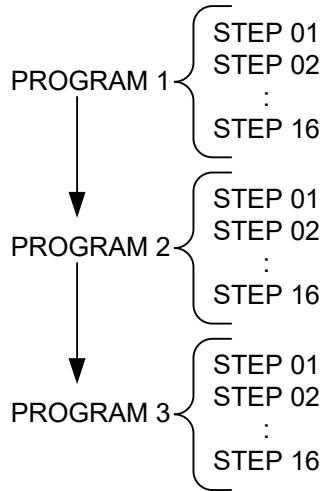 PROGRAM 1
STEP 01
STEP 02
:
STEP 16
PROGRAM 2
STEP 01
STEP 02
:
STEP 16
PROGRAM 3
STEP 01
STEP 02
:
STEP 16